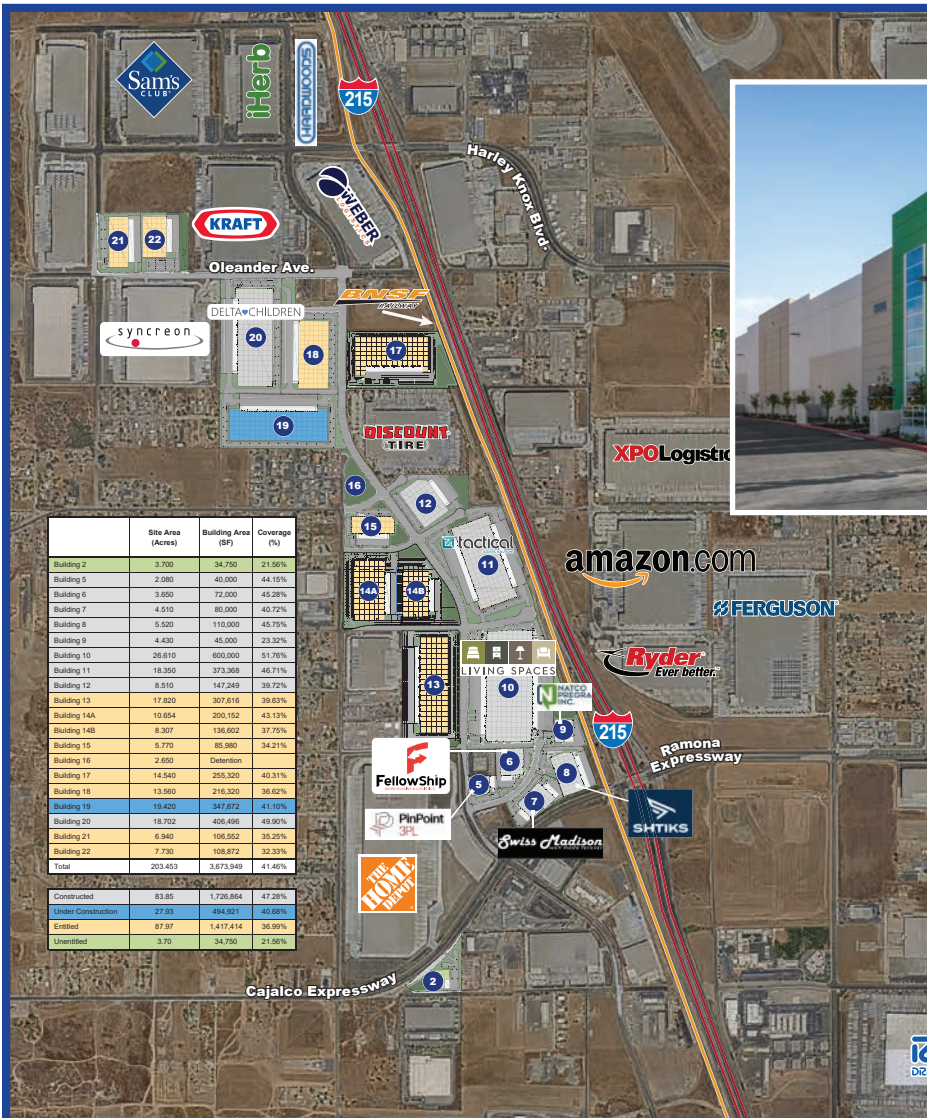 Sam's
CLUB
iHerb
HARDWOODS
215
Harley Knox Blvd.
WEBER
LOGISTICS
KRAFT
21
22
Oleander Ave.
BNSF
RAILWAY
DELTA CHILDREN
syncreon
20
18
17
19
DISCOUNT
TIRE
XPOLogistic
16
12
15
tactical
11
14A
14B
amazon.com
FERGUSON
Ryder
Ever better.
LIVING SPACES
13
10
NATCO
PREGRA
INC.
9
215
Ramona
Expressway
FellowShip
6
8
5
7
PinPoint
3PL
Swiss Madison
SHTIKS
THE
HOME
DEPOT
2
Cajalco Expressway
Site Area (Acres) Building Area (SF) Coverage (%)
Building 2 3.700 34,750 21.56%
Building 5 2.080 40,000 44.15%
Building 6 3.650 72,000 45.28%
Building 7 4.510 80,000 40.72%
Building 8 5.520 110,000 45.75%
Building 9 4.430 45,000 23.32%
Building 10 26.610 600,000 51.76%
Building 11 18.350 373,368 46.71%
Building 12 8.510 147,249 39.72%
Building 13 17.820 307,616 39.63%
Building 14A 10.654 200,152 43.13%
Building 14B 8.307 136,602 37.75%
Building 15 5.770 85,980 34.21%
Building 16 2.650 Detention
Building 17 14.540 255,320 40.31%
Building 18 13.560 216,320 36.62%
Building 19 19.420 347,672 41.10%
Building 20 18.702 406,496 49.90%
Building 21 6.940 106,552 35.25%
Building 22 7.730 108,872 32.33%
Total 203.453 3,673,949 41.46%
Constructed 83.85 1,726,864 47.28%
Under Construction 27.93 494,921 40.68%
Entitled 87.97 1,417,414 36.99%
Unentitled 3.70 34,750 21.56%